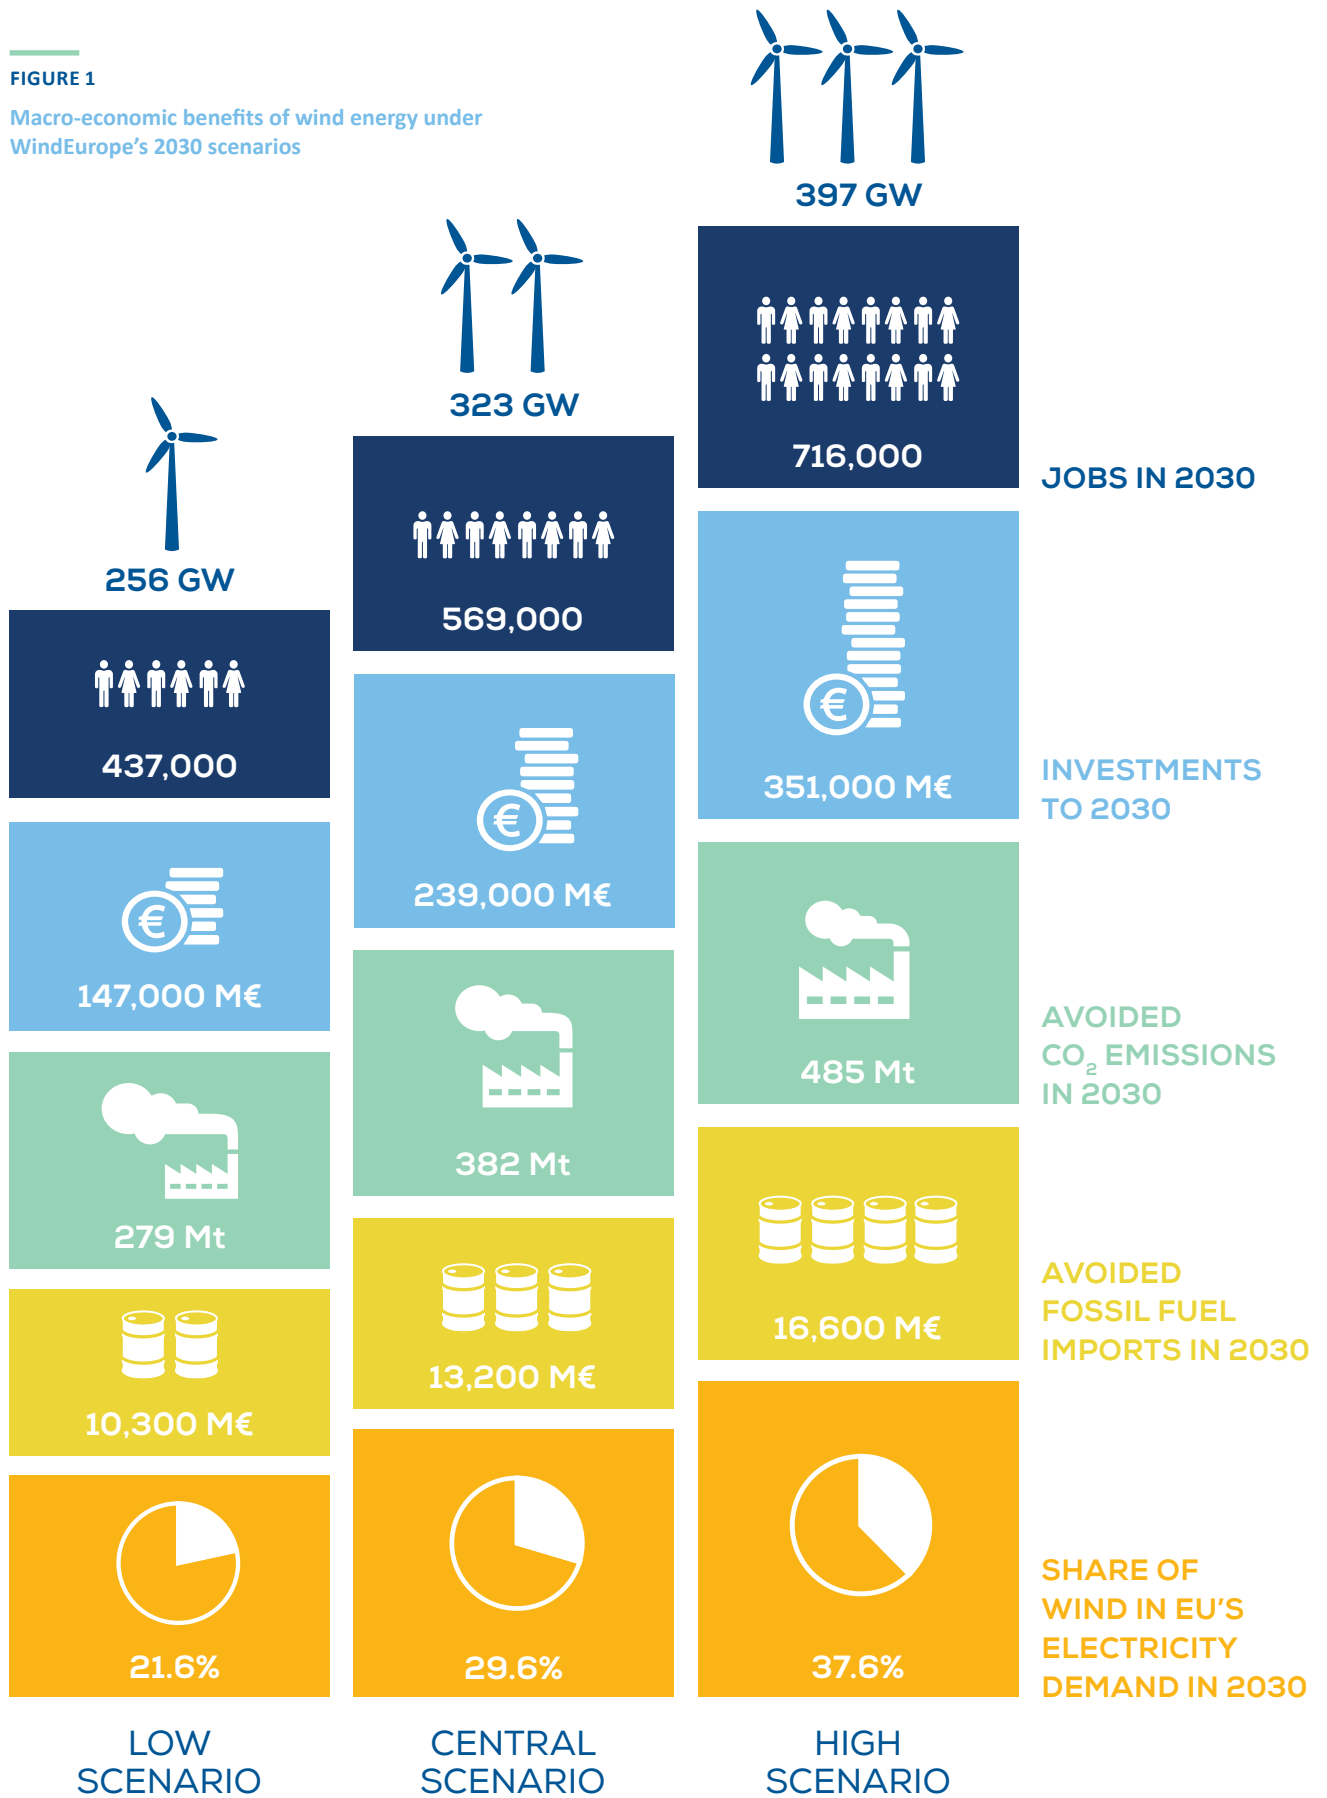 FIGURE 1
Macro-economic benefits of wind energy under
WindEurope's 2030 scenarios
397 GW
716,000
351,000 M€
485 Mt
16,600 M€
37.6%
HIGH
SCENARIO
323 GW
569,000
239,000 M€
382 Mt
13,200 M€
29.6%
CENTRAL
SCENARIO
256 GW
437,000
147,000 M€
279 Mt
10,300 M€
21.6%
LOW
SCENARIO
JOBS IN 2030
INVESTMENTS
TO 2030
AVOIDED
CO₂ EMISSIONS
IN 2030
AVOIDED
FOSSIL FUEL
IMPORTS IN 2030
SHARE OF
WIND IN EU'S
ELECTRICITY
DEMAND IN 2030
€
€
€